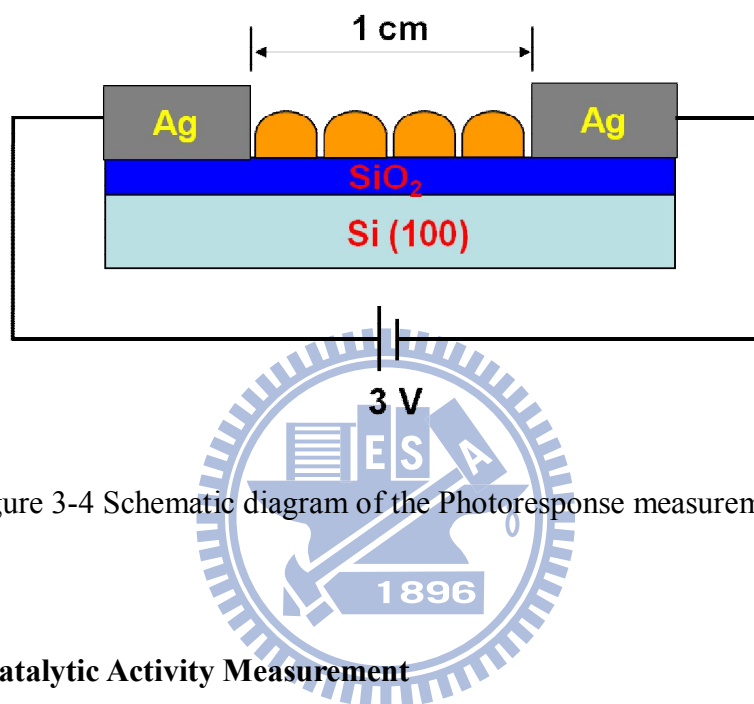 1 cm
Ag
Ag
SiO₂
Si (100)
3 V
E S A
gure 3-4 Schematic diagram of the Photoresponse measurem
1896
atalytic Activity Measurement